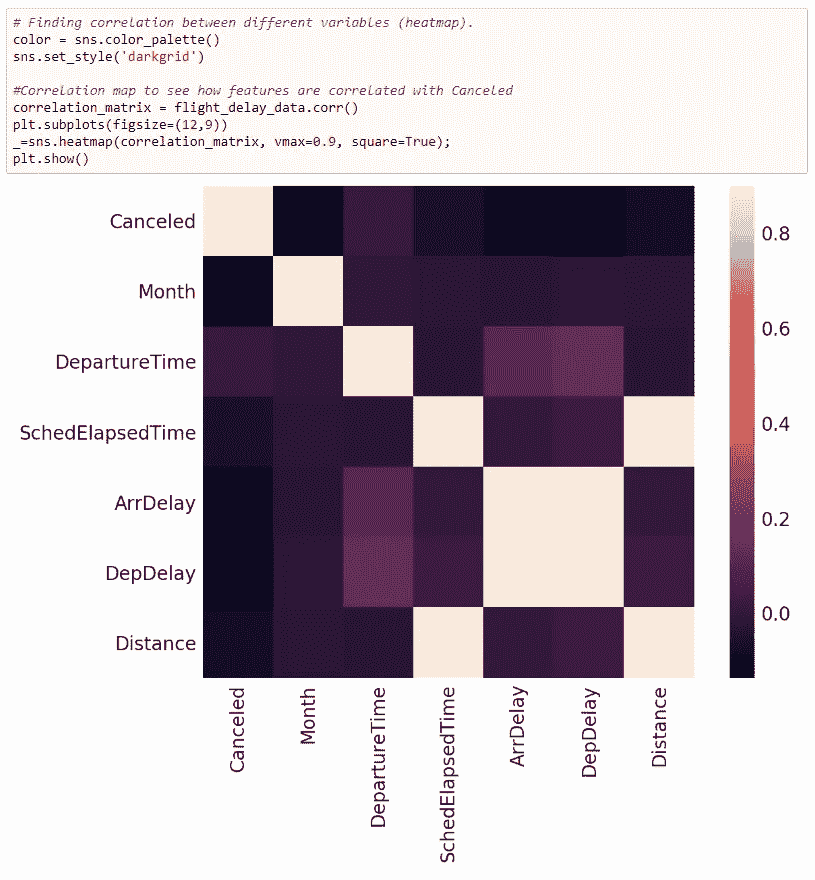 # Finding correlation between different variables (heatmap).
color = sns.color_palette()
sns.set_style('darkgrid')
#Correlation map to see how features are correlated with Canceled
correlation_matrix = flight_delay_data.corr()
plt.subplots(figsize=(12,9))
_=sns.heatmap(correlation_matrix, vmax=0.9, square=True);
plt.show()
Canceled
Month
DepartureTime
SchedElapsedTime
ArrDelay
DepDelay
Distance
0.8
0.6
0.4
0.2
0.0
Canceled
Month
DepartureTime
SchedElapsedTime
ArrDelay
DepDelay
Distance